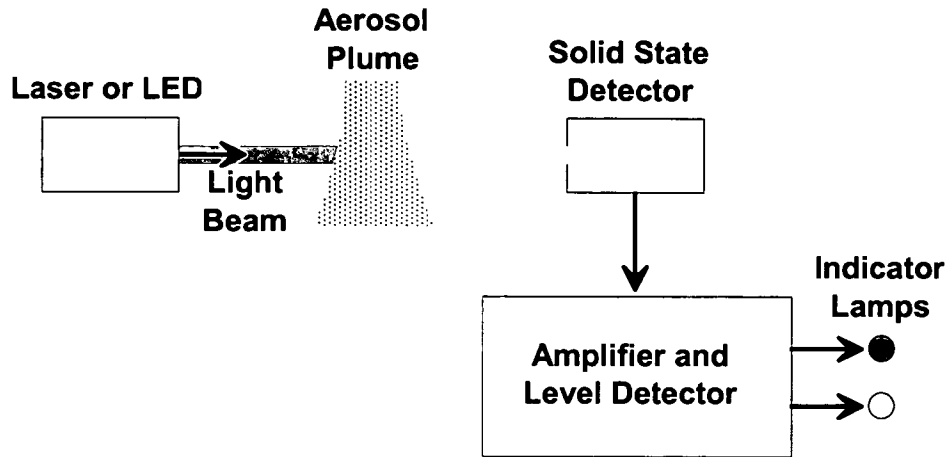 Aerosol
Plume
Solid State
Detector
Laser or LED
Light
Beam
Indicator
Lamps
Amplifier and
Level Detector